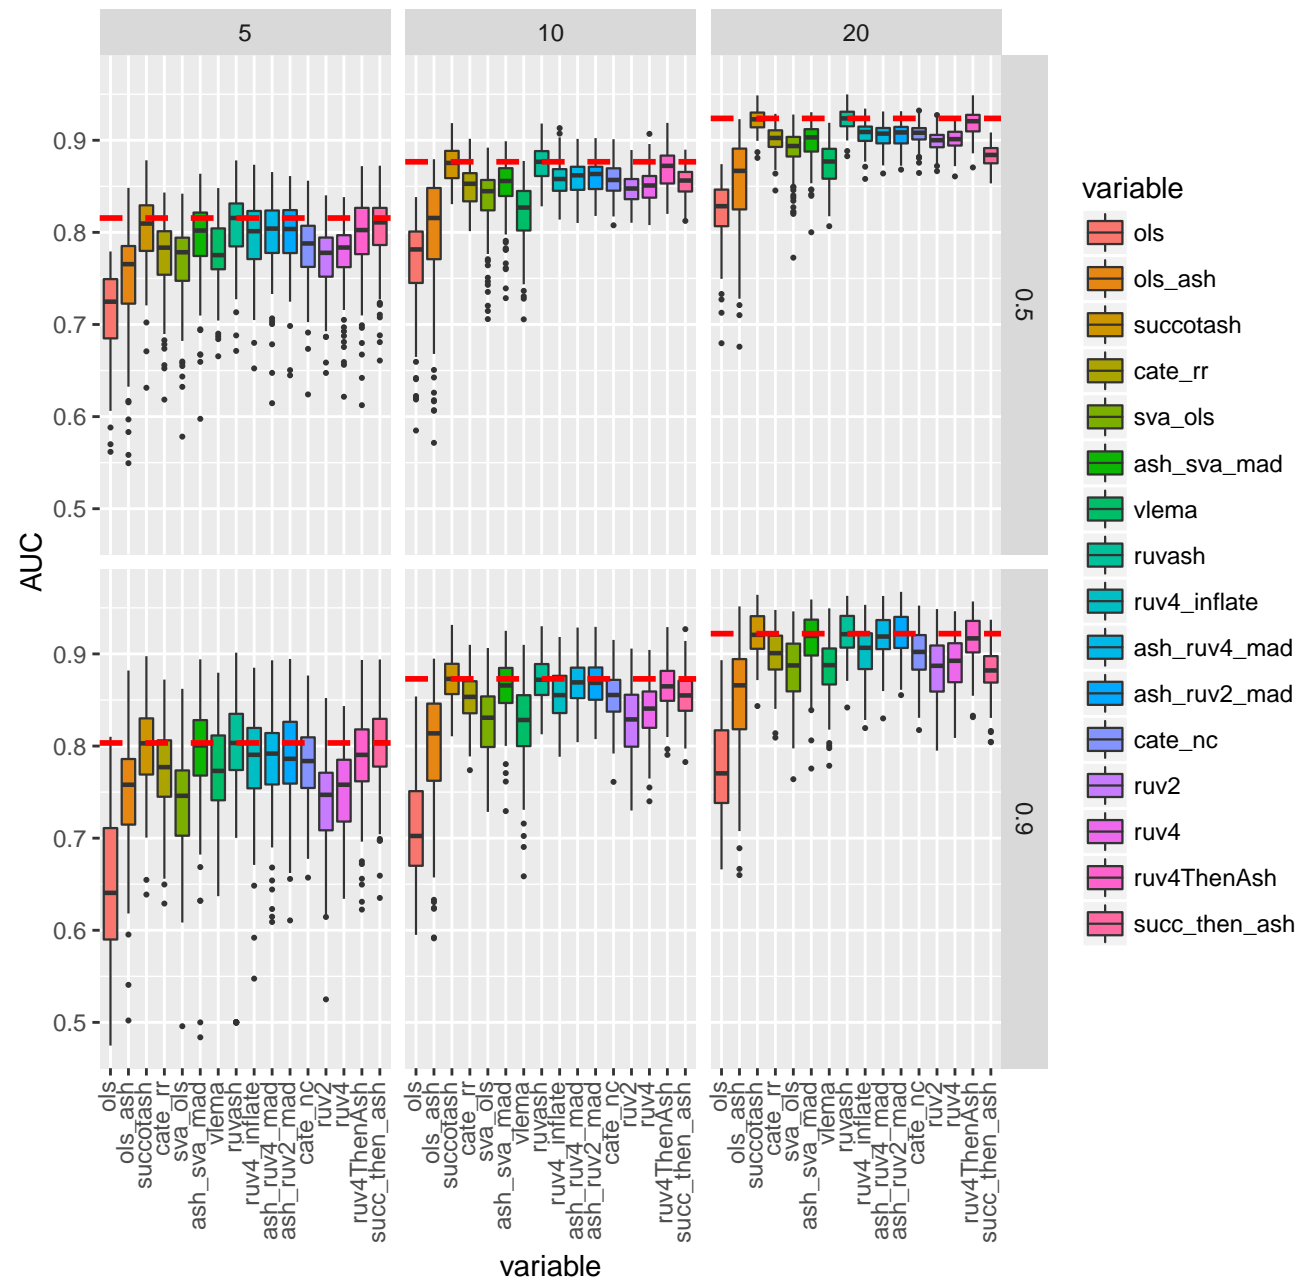 5
10
20
0.9
0.8
0.7
0.6
0.5
0.5
AUC
0.9
0.8
0.7
0.6
0.5
0.9
ols
ols_ash
succotash
cate_rr
sva_ols
ash_sva_mad
vlema
ruvash
ruv4_inflate
ash_ruv4_mad
ash_ruv2_mad
cate_nc
ruv2
ruv4
ruv4ThenAsh
succ_then_ash
ols
ols_ash
succotash
cate_rr
sva_ols
ash_sva_mad
vlema
ruvash
ruv4_inflate
ash_ruv4_mad
ash_ruv2_mad
cate_nc
ruv2
ruv4
ruv4ThenAsh
succ_then_ash
ols
ols_ash
succotash
cate_rr
sva_ols
ash_sva_mad
vlema
ruvash
ruv4_inflate
ash_ruv4_mad
ash_ruv2_mad
cate_nc
ruv2
ruv4
ruv4ThenAsh
succ_then_ash
variable
variable
ols
ols_ash
succotash
cate_rr
sva_ols
ash_sva_mad
vlema
ruvash
ruv4_inflate
ash_ruv4_mad
ash_ruv2_mad
cate_nc
ruv2
ruv4
ruv4ThenAsh
succ_then_ash